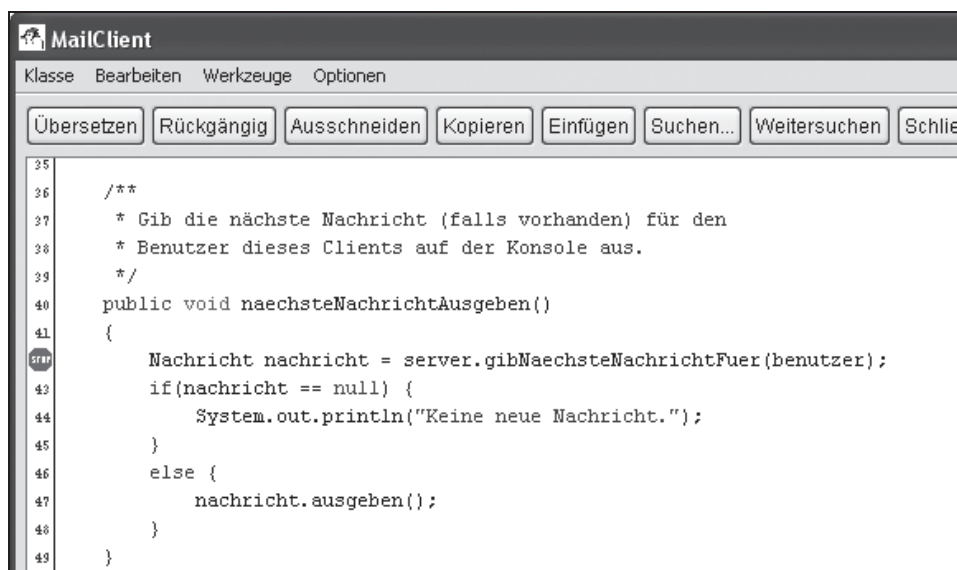 MailClient
Klasse Bearbeiten Werkzeuge Optionen
Übersetzen Rückgängig Ausschneiden Kopieren Einfügen Suchen... Weitersuchen Schlie
35
36 /**
37 * Gib die nächste Nachricht (falls vorhanden) für den
38 * Benutzer dieses Clients auf der Konsole aus.
39 */
40 public void naechsteNachrichtAusgeben()
41 {
STOP Nachricht nachricht = server.gibNaechsteNachrichtFuer(benutzer);
43 if(nachricht == null) {
44 System.out.println("Keine neue Nachricht.");
45 }
46 else {
47 nachricht.ausgeben();
48 }
49 }